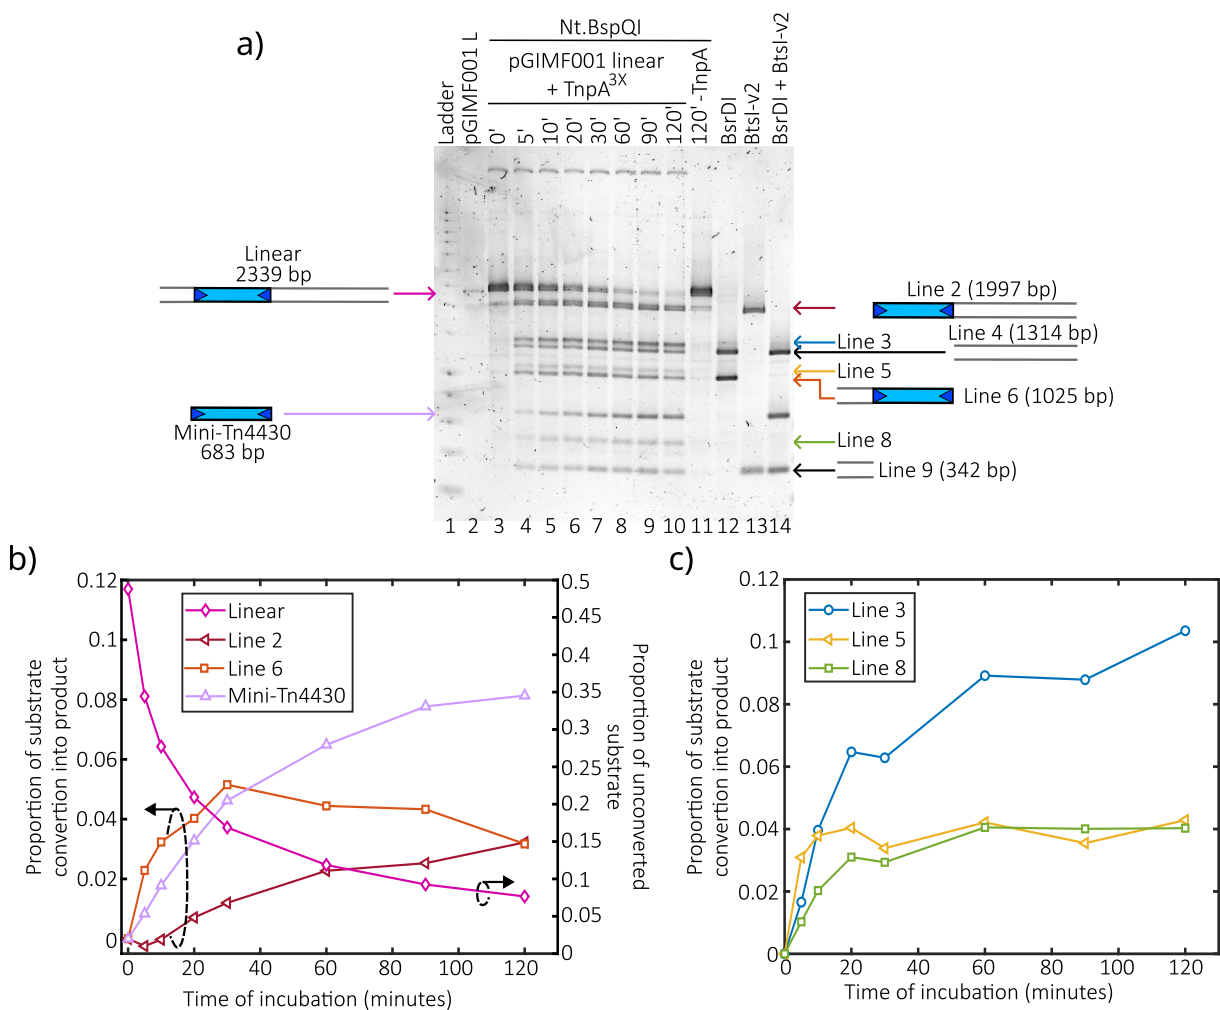 a)
Nt.BspQI
pGIMF001 linear
+ TnpA3X
Ladder
pGIMF001 L
0'
5'
10'
20'
30'
60'
90'
120'
120' -TnpA
BsrDI
BtsI-v2
BsrDI + BtsI-v2
Linear
2339 bp
Mini-Tn4430
683 bp
Line 2 (1997 bp)
Line 3
Line 4 (1314 bp)
Line 5
Line 6 (1025 bp)
Line 8
Line 9 (342 bp)
1 2 3 4 5 6 7 8 9 10 11 12 13 14
b)
Proportion of substrate
convertion into product
0.12
0.1
0.08
0.06
0.04
0.02
0
Linear
Line 2
Line 6
Mini-Tn4430
0.5
0.45
0.4
0.35
0.3
0.25
0.2
0.15
0.1
0.05
0
Proportion of unconverted
substrate
0 20 40 60 80 100 120
Time of incubation (minutes)
c)
Proportion of substrate
convertion into product
0.12
0.1
0.08
0.06
0.04
0.02
0
Line 3
Line 5
Line 8
0 20 40 60 80 100 120
Time of incubation (minutes)